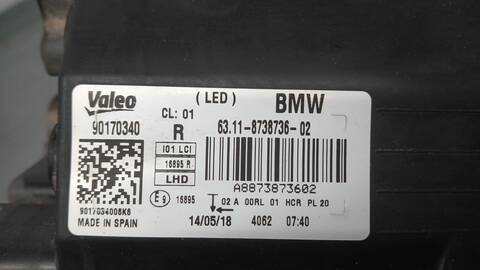 Valeo
CL: 01
(LED)
BMW
90170340
R
63.11-8738736-02
I01 LCI
16895 R
LHD
A8873873602
E9 16895
02 A 00RL 01 HCR PL 20
9017034008K6
MADE IN SPAIN
14/05/18 4062 07:40